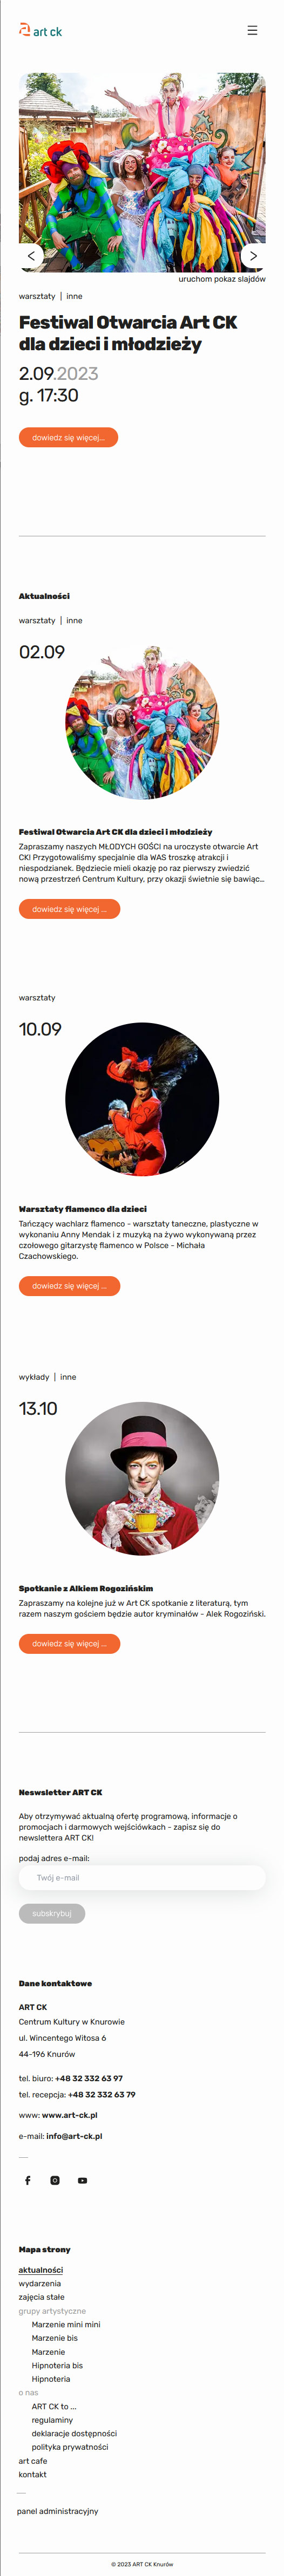 art ck
uruchom pokaz slajdów
warsztaty | inne
Festiwal Otwarcia Art CK
dla dzieci i młodzieży
2.09.2023
g. 17:30
dowiedz się więcej...
Aktualności
warsztaty | inne
02.09
Festiwal Otwarcia Art CK dla dzieci i młodzieży
Zapraszamy naszych MŁODYCH GOŚCI na uroczyste otwarcie Art
CK! Przygotowaliśmy specjalnie dla WAS troszkę atrakcji i
niespodzianek. Będziecie mieli okazję po raz pierwszy zwiedzić
nową przestrzeń Centrum Kultury, przy okazji świetnie się bawiąc...
dowiedz się więcej ...
warsztaty
10.09
Warsztaty flamenco dla dzieci
Tańczący wachlarz flamenco - warsztaty taneczne, plastyczne w
wykonaniu Anny Mendak i z muzyką na żywo wykonywaną przez
czołowego gitarzystę flamenco w Polsce - Michała
Czachowskiego.
dowiedz się więcej ...
wykłady | inne
13.10
Spotkanie z Alkiem Rogozińskim
Zapraszamy na kolejne już w Art CK spotkanie z literaturą, tym
razem naszym gościem będzie autor kryminałów - Alek Rogoziński.
dowiedz się więcej ...
Neswsletter ART CK
Aby otrzymywać aktualną ofertę programową, informacje o
promocjach i darmowych wejściówkach - zapisz się do
newslettera ART CK!
podaj adres e-mail:
Twój e-mail
subskrybuj
Dane kontaktowe
ART CK
Centrum Kultury w Knurowie
ul. Wincentego Witosa 6
44-196 Knurów
tel. biuro: +48 32 332 63 97
tel. recepcja: +48 32 332 63 79
www: www.art-ck.pl
e-mail: info@art-ck.pl
Mapa strony
aktualności
wydarzenia
zajęcia stałe
grupy artystyczne
Marzenie mini mini
Marzenie bis
Marzenie
Hipnoteria bis
Hipnoteria
o nas
ART CK to ...
regulaminy
deklaracje dostępności
polityka prywatności
art cafe
kontakt
panel administracyjny
© 2023 ART CK Knurów